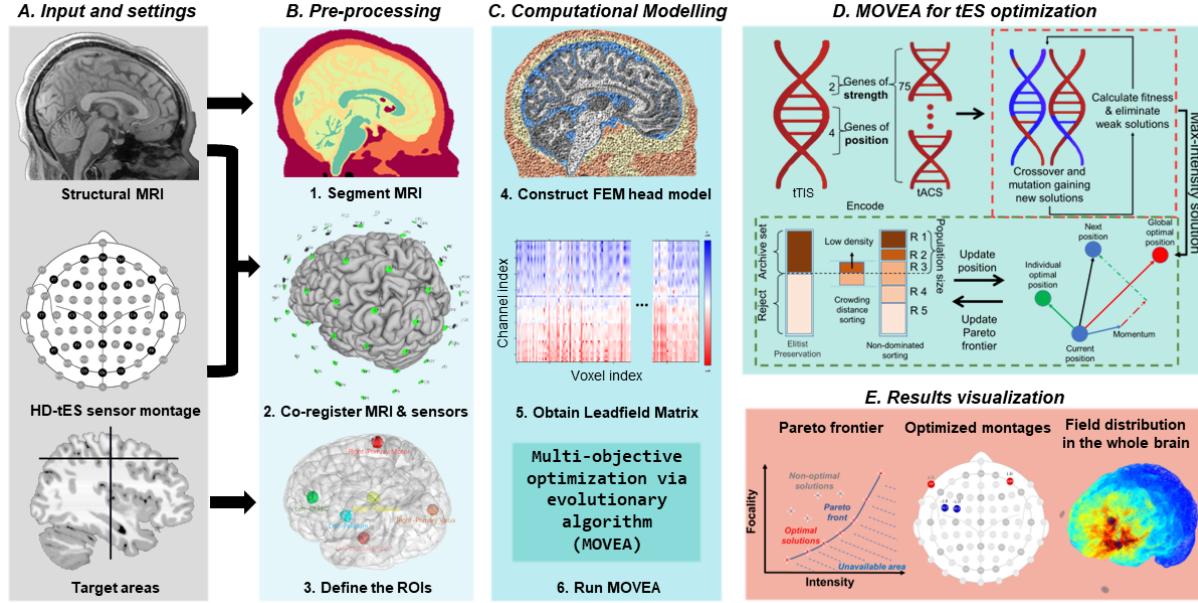 A. Input and settings
Structural MRI
HD-tES sensor montage
Target areas
B. Pre-processing
1. Segment MRI
2. Co-register MRI & sensors
3. Define the ROIs
C. Computational Modelling
4. Construct FEM head model
Channel index
...
Voxel index
5. Obtain Leadfield Matrix
Multi-objective
optimization via
evolutionary
algorithm
(MOVEA)
6. Run MOVEA
D. MOVEA for tES optimization
2
Genes of
strength
75
4
Genes of
position
tTIS
tACS
Encode
Calculate fitness
& eliminate
weak solutions
Crossover and
mutation gaining
new solutions
Max-intensity solution
Archive set
Reject
Low density
Crowding
distance
sorting
Elitist
Preservation
Non-dominated
sorting
R 1
R 2
R 3
R 4
R 5
Population size
Update
position
Update
Pareto
frontier
Next
position
Global optimal
position
Individual
optimal
position
Momentum
Current
position
E. Results visualization
Pareto frontier
Focality
Non-optimal
solutions
Pareto
front
Optimal
solutions
Unavailable area
Intensity
Optimized montages
Field distribution
in the whole brain